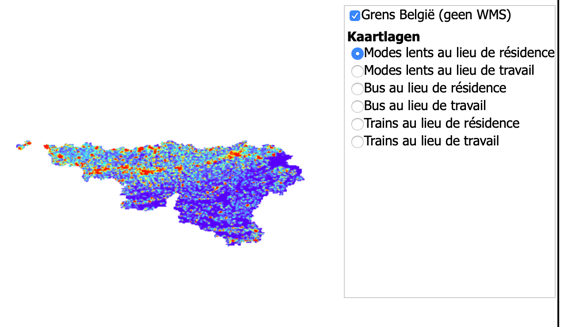 Grens België (geen WMS)
Kaartlagen
Modes lents au lieu de résidence
Modes lents au lieu de travail
Bus au lieu de résidence
Bus au lieu de travail
Trains au lieu de résidence
Trains au lieu de travail